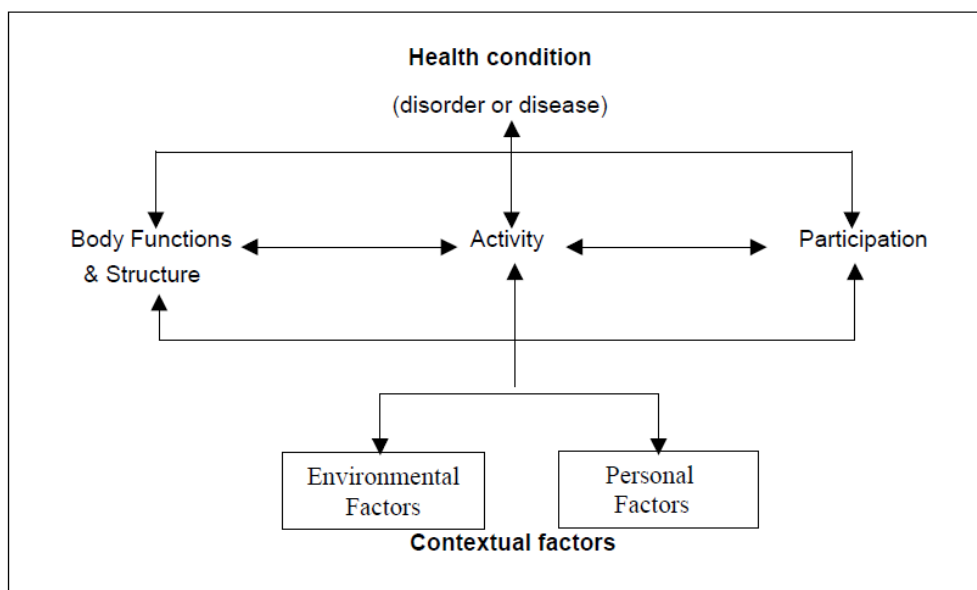 Health condition
(disorder or disease)
Body Functions
& Structure
Activity
Participation
Environmental
Factors
Personal
Factors
Contextual factors